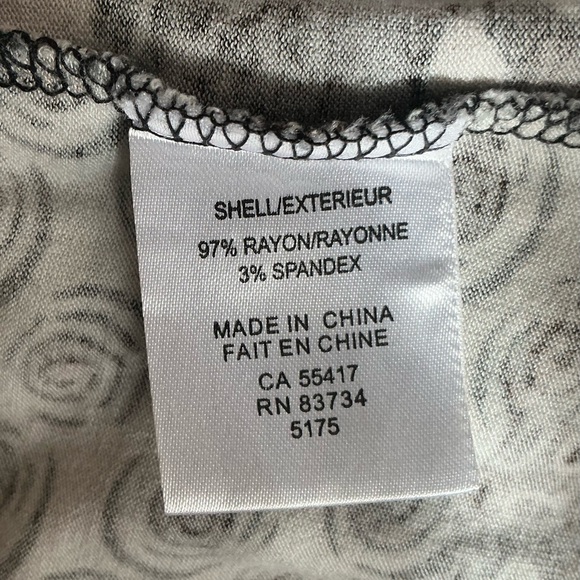 SHELL/EXTERIEUR
97% RAYON/RAYONNE
3% SPANDEX
MADE IN CHINA
FAIT EN CHINE
CA 55417
RN 83734
5175